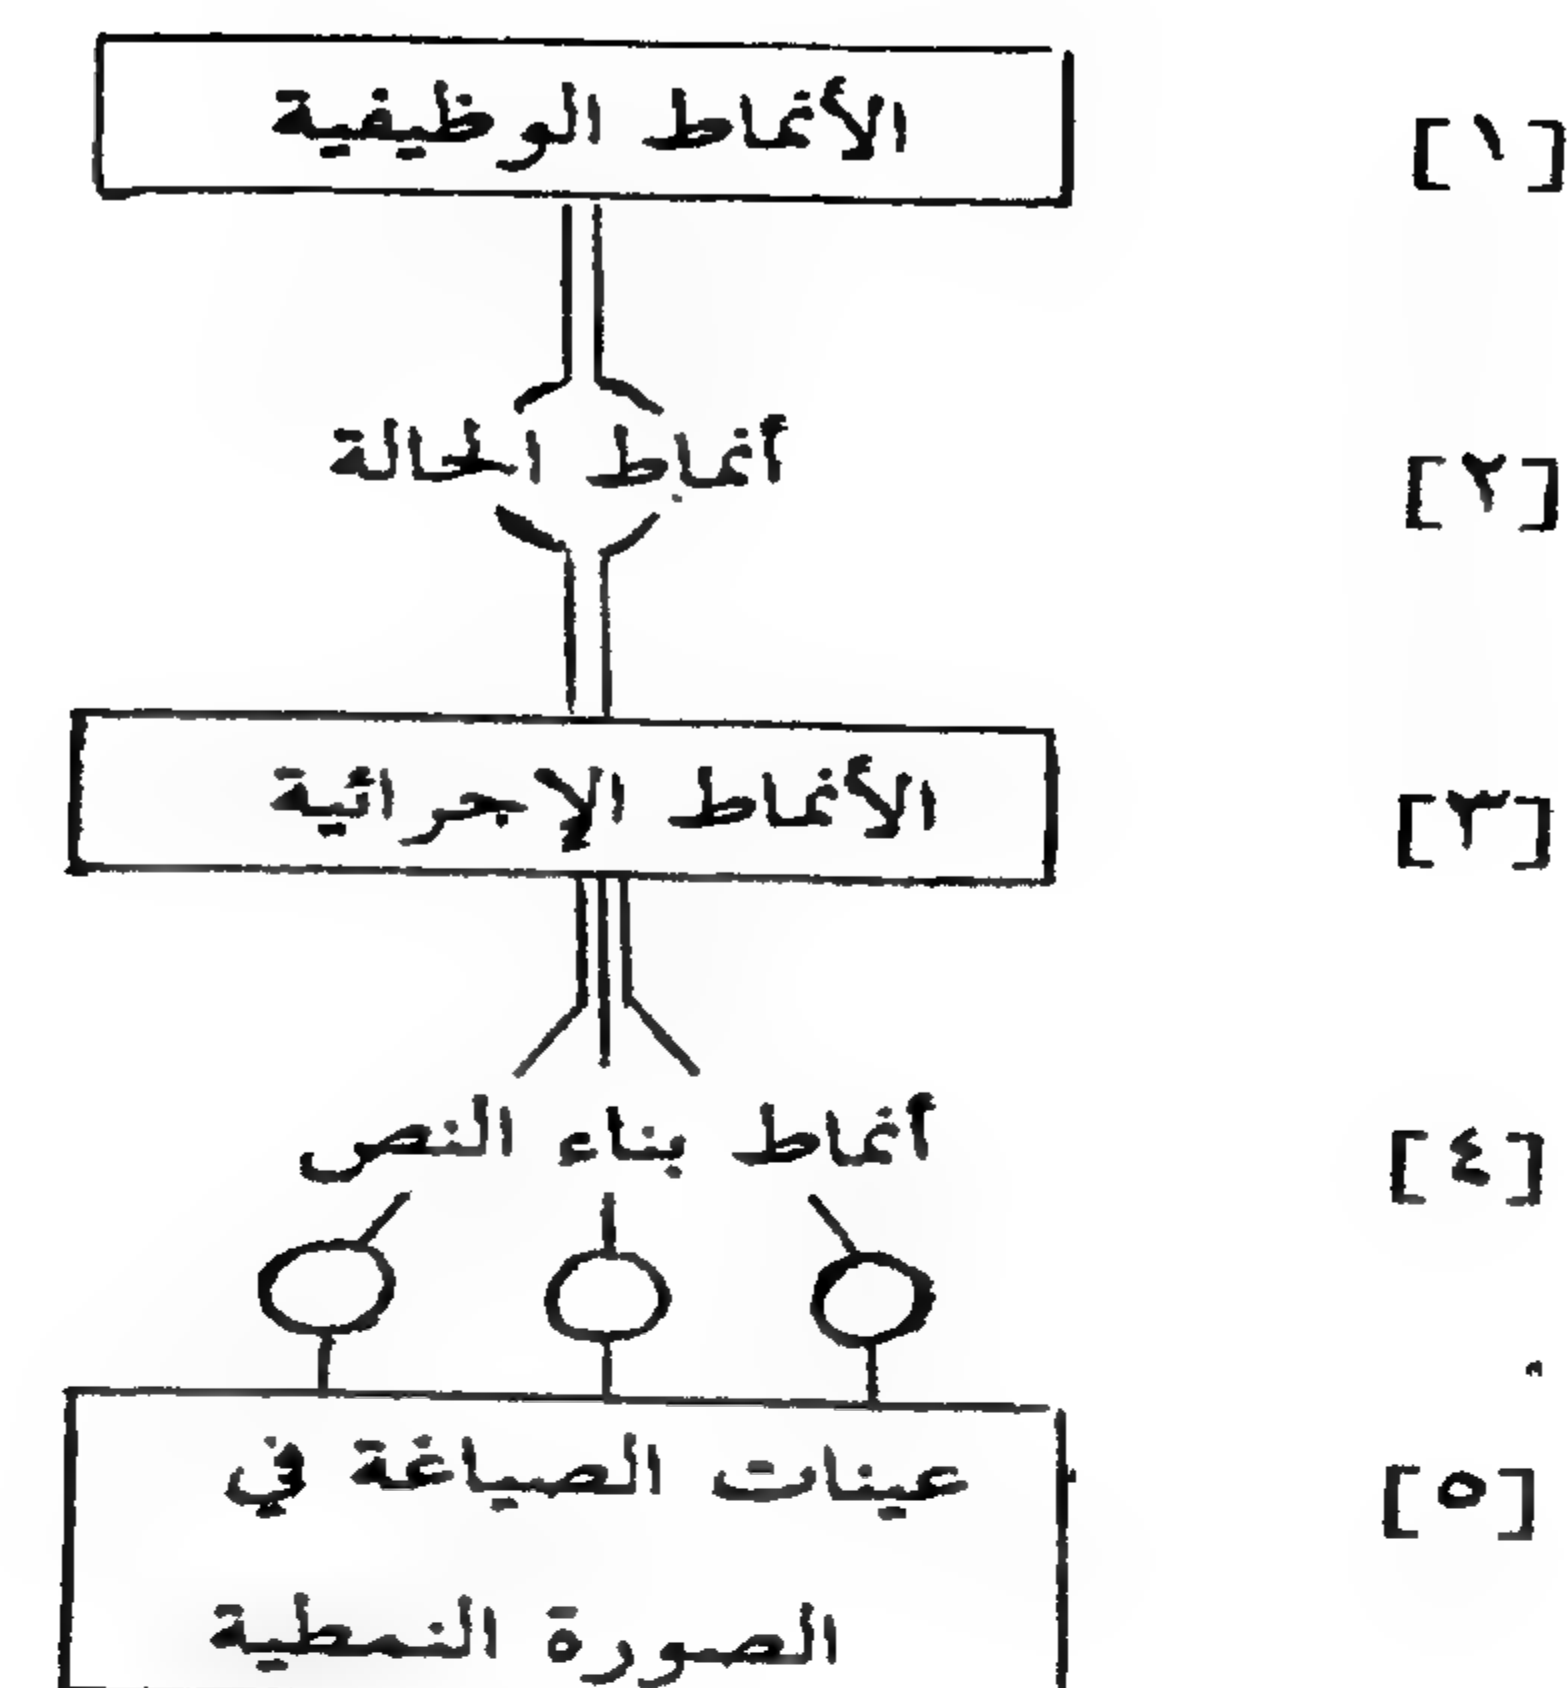 [١] الأنماط الوظيفية
[٢] أنماط الحالة
[٣] الأنماط الإجرائية
[٤] أنماط بناء النص
[٥] عينات الصياغة في
الصورة النمطية